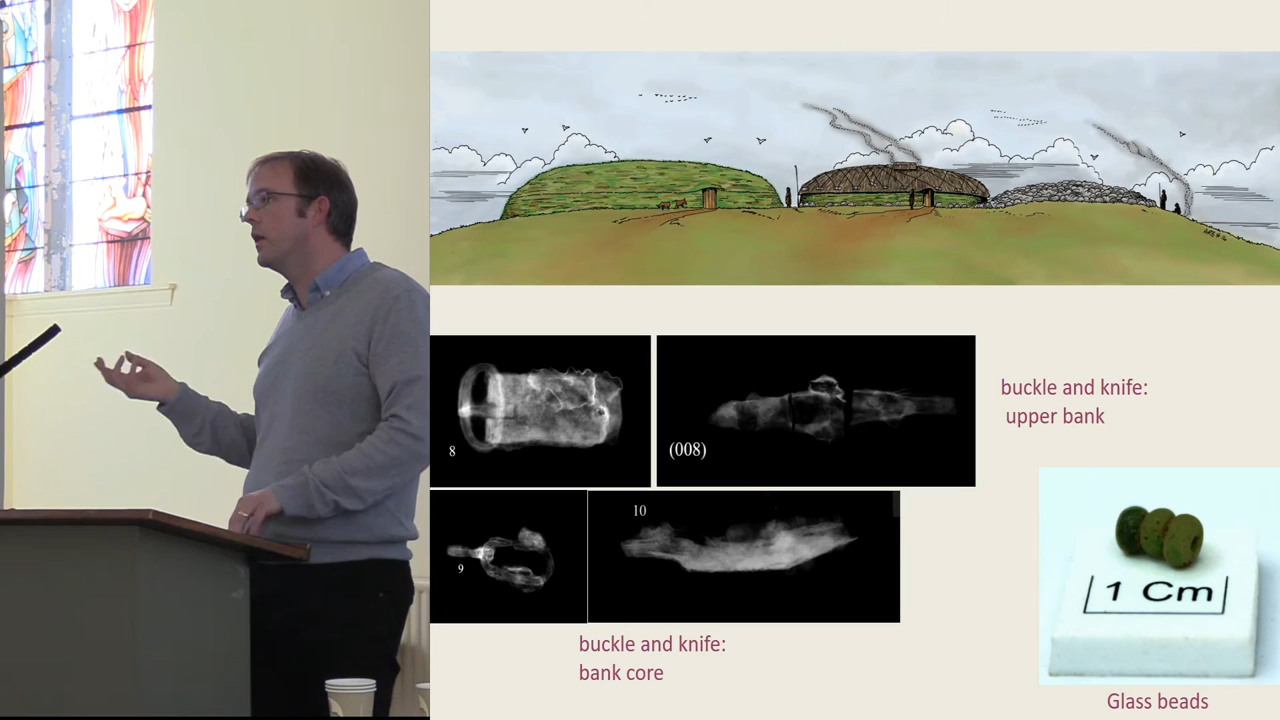 8
(008)
buckle and knife:
upper bank
9
10
1 Cm
buckle and knife:
bank core
Glass beads